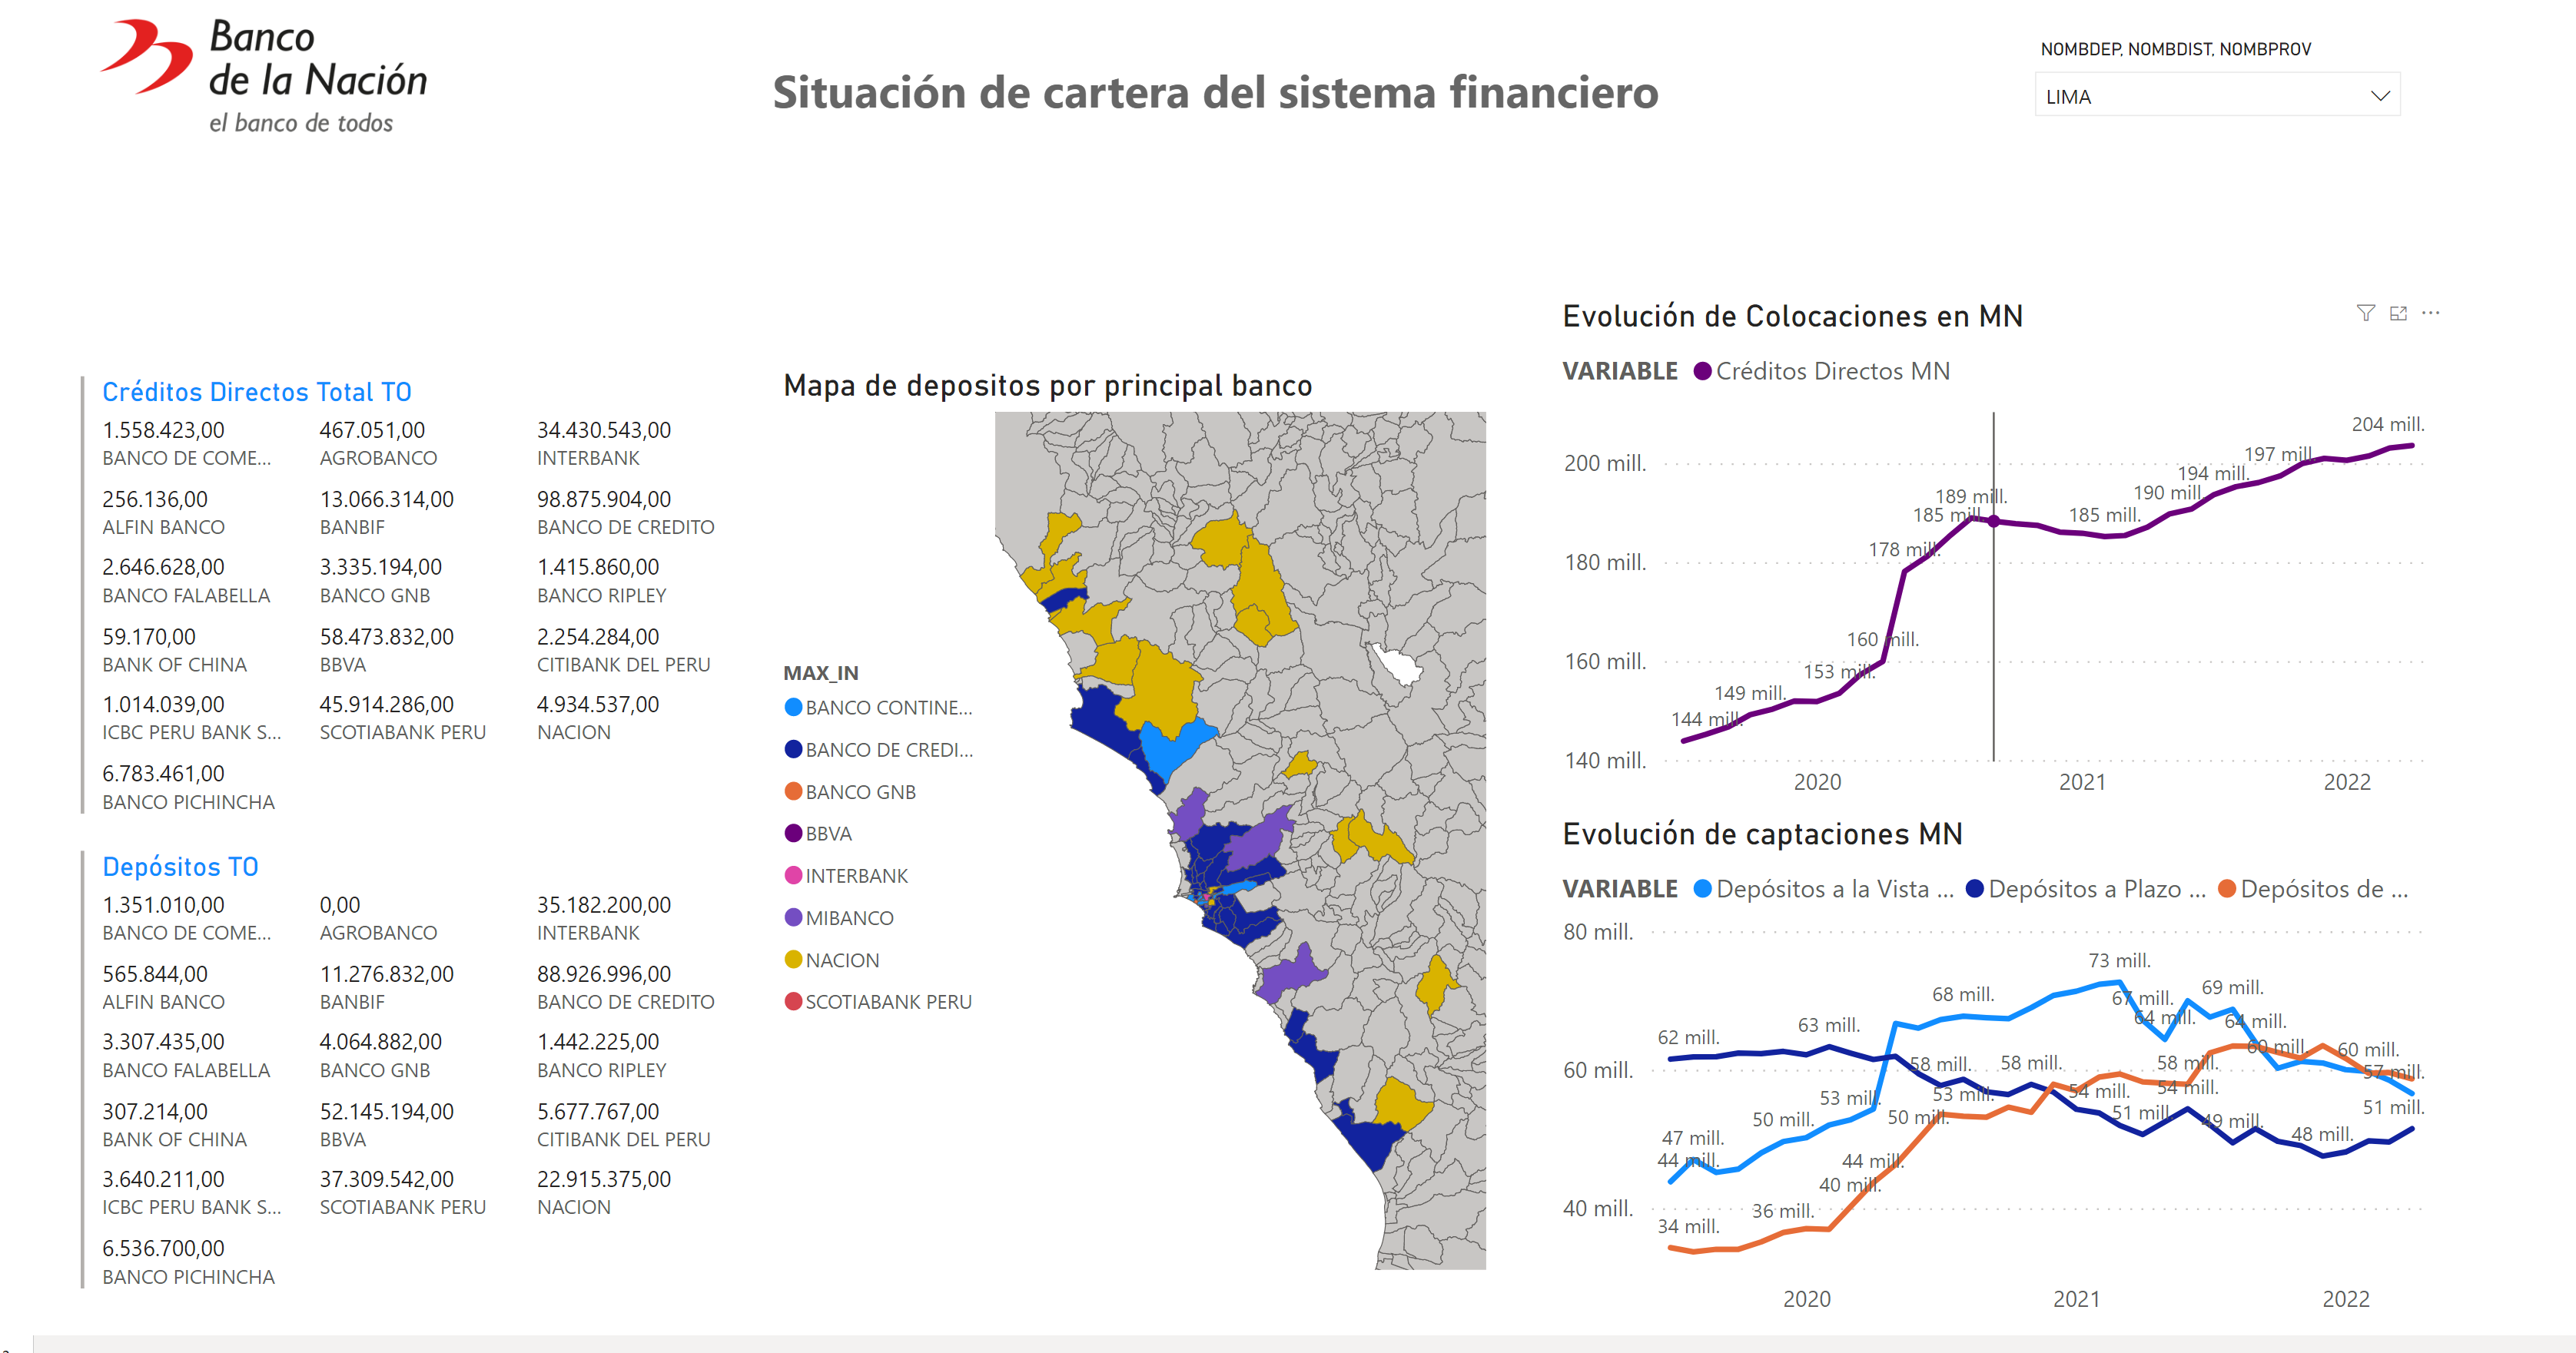 Banco
de la Nación
el banco de todos
Situación de cartera del sistema financiero
NOMBDEP, NOMBDIST, NOMBPROV
LIMA
Créditos Directos Total TO
1.558.423,00 467.051,00 34.430.543,00
BANCO DE COME... AGROBANCO INTERBANK
256.136,00 13.066.314,00 98.875.904,00
ALFIN BANCO BANBIF BANCO DE CREDITO
2.646.628,00 3.335.194,00 1.415.860,00
BANCO FALABELLA BANCO GNB BANCO RIPLEY
59.170,00 58.473.832,00 2.254.284,00
BANK OF CHINA BBVA CITIBANK DEL PERU
1.014.039,00 45.914.286,00 4.934.537,00
ICBC PERU BANK S... SCOTIABANK PERU NACION
6.783.461,00
BANCO PICHINCHA
Depósitos TO
1.351.010,00 0,00 35.182.200,00
BANCO DE COME... AGROBANCO INTERBANK
565.844,00 11.276.832,00 88.926.996,00
ALFIN BANCO BANBIF BANCO DE CREDITO
3.307.435,00 4.064.882,00 1.442.225,00
BANCO FALABELLA BANCO GNB BANCO RIPLEY
307.214,00 52.145.194,00 5.677.767,00
BANK OF CHINA BBVA CITIBANK DEL PERU
3.640.211,00 37.309.542,00 22.915.375,00
ICBC PERU BANK S... SCOTIABANK PERU NACION
6.536.700,00
BANCO PICHINCHA
Mapa de depositos por principal banco
MAX_IN
BANCO CONTINE...
BANCO DE CREDI...
BANCO GNB
BBVA
INTERBANK
MIBANCO
NACION
SCOTIABANK PERU
Evolución de Colocaciones en MN
VARIABLE Créditos Directos MN
204 mill.
200 mill.
197 mill.
194 mill.
190 mill.
189 mill.
185 mill.
185 mill.
180 mill.
178 mill.
160 mill.
160 mill.
153 mill.
149 mill.
144 mill.
140 mill.
2020 2021 2022
Evolución de captaciones MN
VARIABLE Depósitos a la Vista ... Depósitos a Plazo ... Depósitos de ...
80 mill.
73 mill.
69 mill.
68 mill.
67 mill.
64 mill.
64 mill.
63 mill.
62 mill.
60 mill.
60 mill.
60 mill.
58 mill.
58 mill.
58 mill.
57 mill.
54 mill.
54 mill.
53 mill.
53 mill.
51 mill.
51 mill.
50 mill.
50 mill.
49 mill.
48 mill.
47 mill.
44 mill.
44 mill.
40 mill.
40 mill.
36 mill.
34 mill.
2020 2021 2022